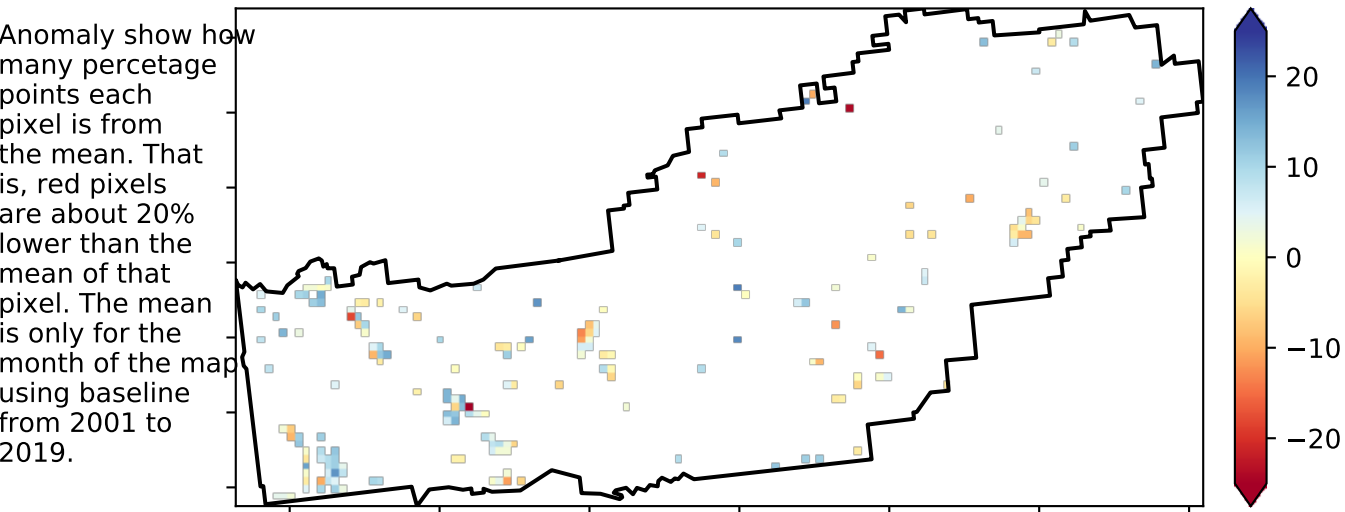 Anomaly show how
many percetage
points each
pixel is from
the mean. That
is, red pixels
are about 20%
lower than the
mean of that
pixel. The mean
is only for the
month of the map
using baseline
from 2001 to
2019.
20
10
0
−10
−20